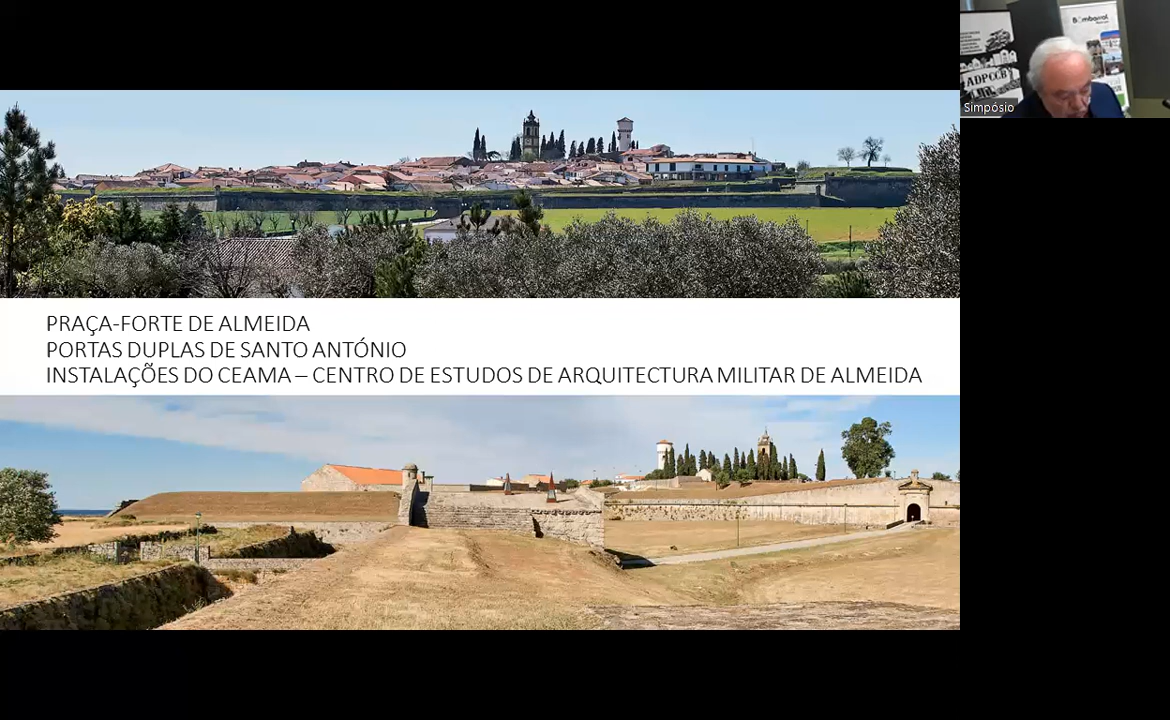 PRAÇA-FORTE DE ALMEIDA
PORTAS DUPLAS DE SANTO ANTÓNIO
INSTALAÇÕES DO CEAMA – CENTRO DE ESTUDOS DE ARQUITECTURA MILITAR DE ALMEIDA
Bombarral
ADPCCB
Simpósio